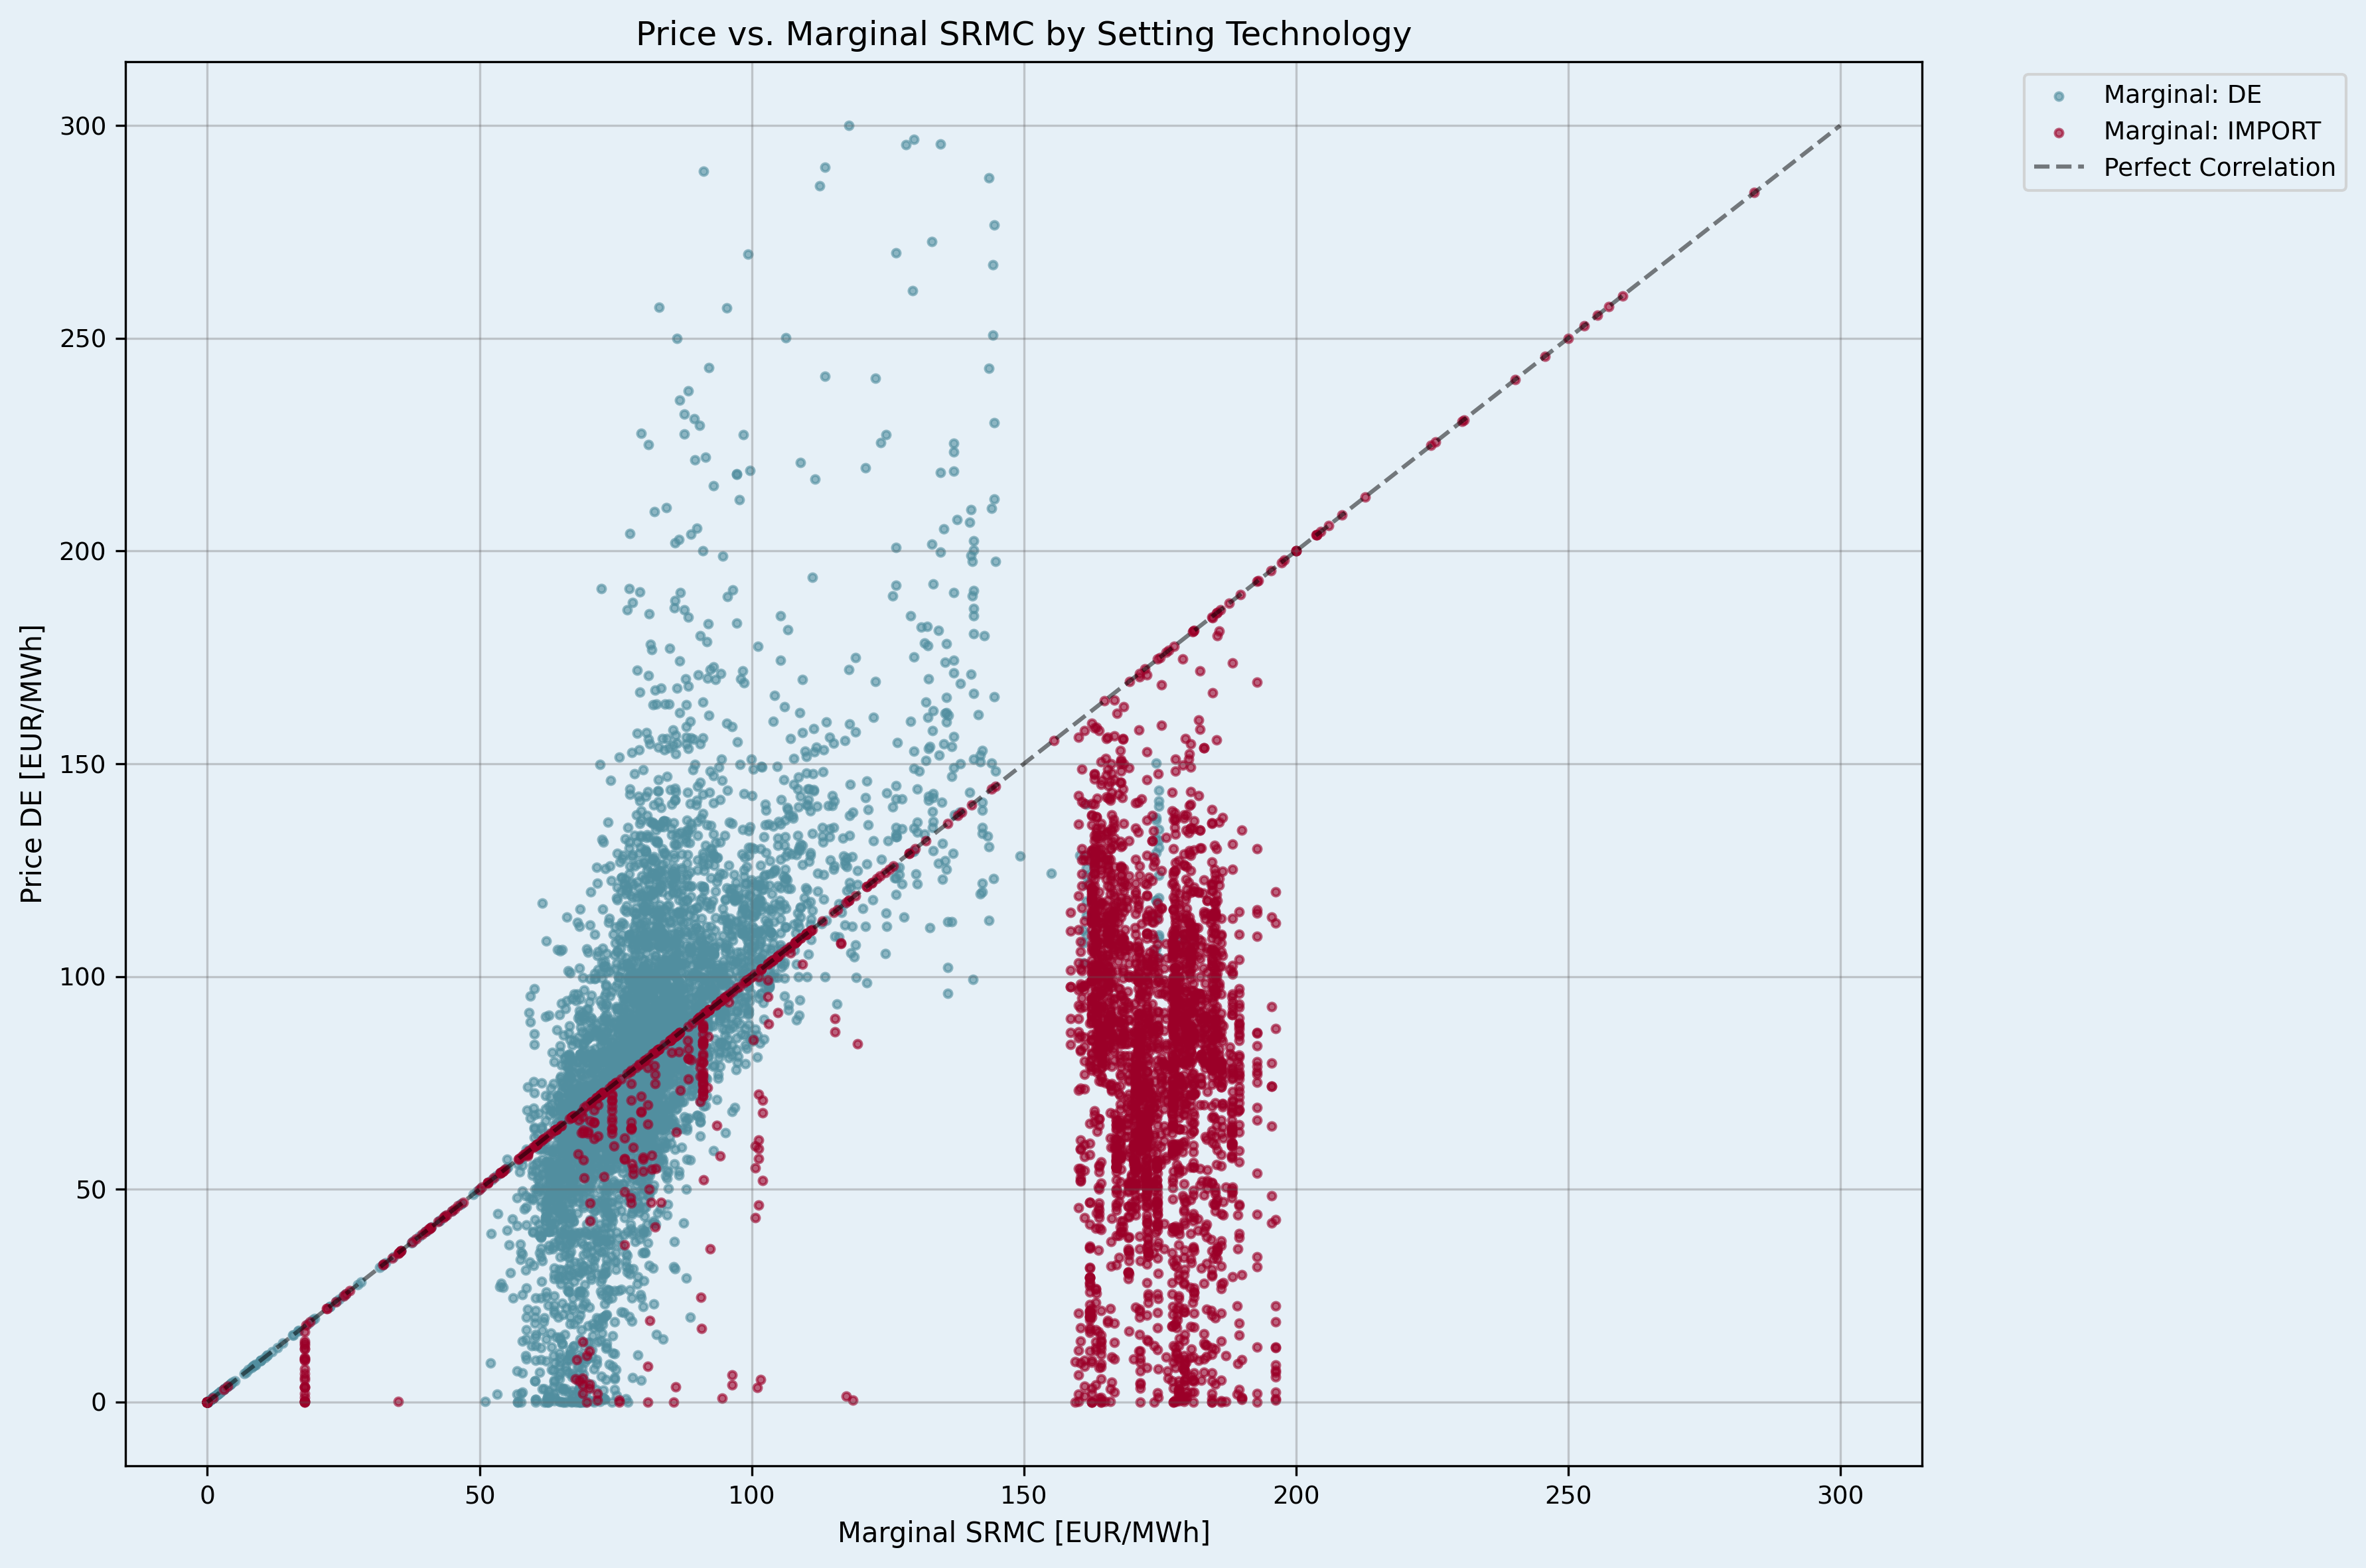 Price vs. Marginal SRMC by Setting Technology
Marginal: DE
Marginal: IMPORT
Perfect Correlation
Price DE [EUR/MWh]
300
250
200
150
100
50
0
0 50 100 150 200 250 300
Marginal SRMC [EUR/MWh]